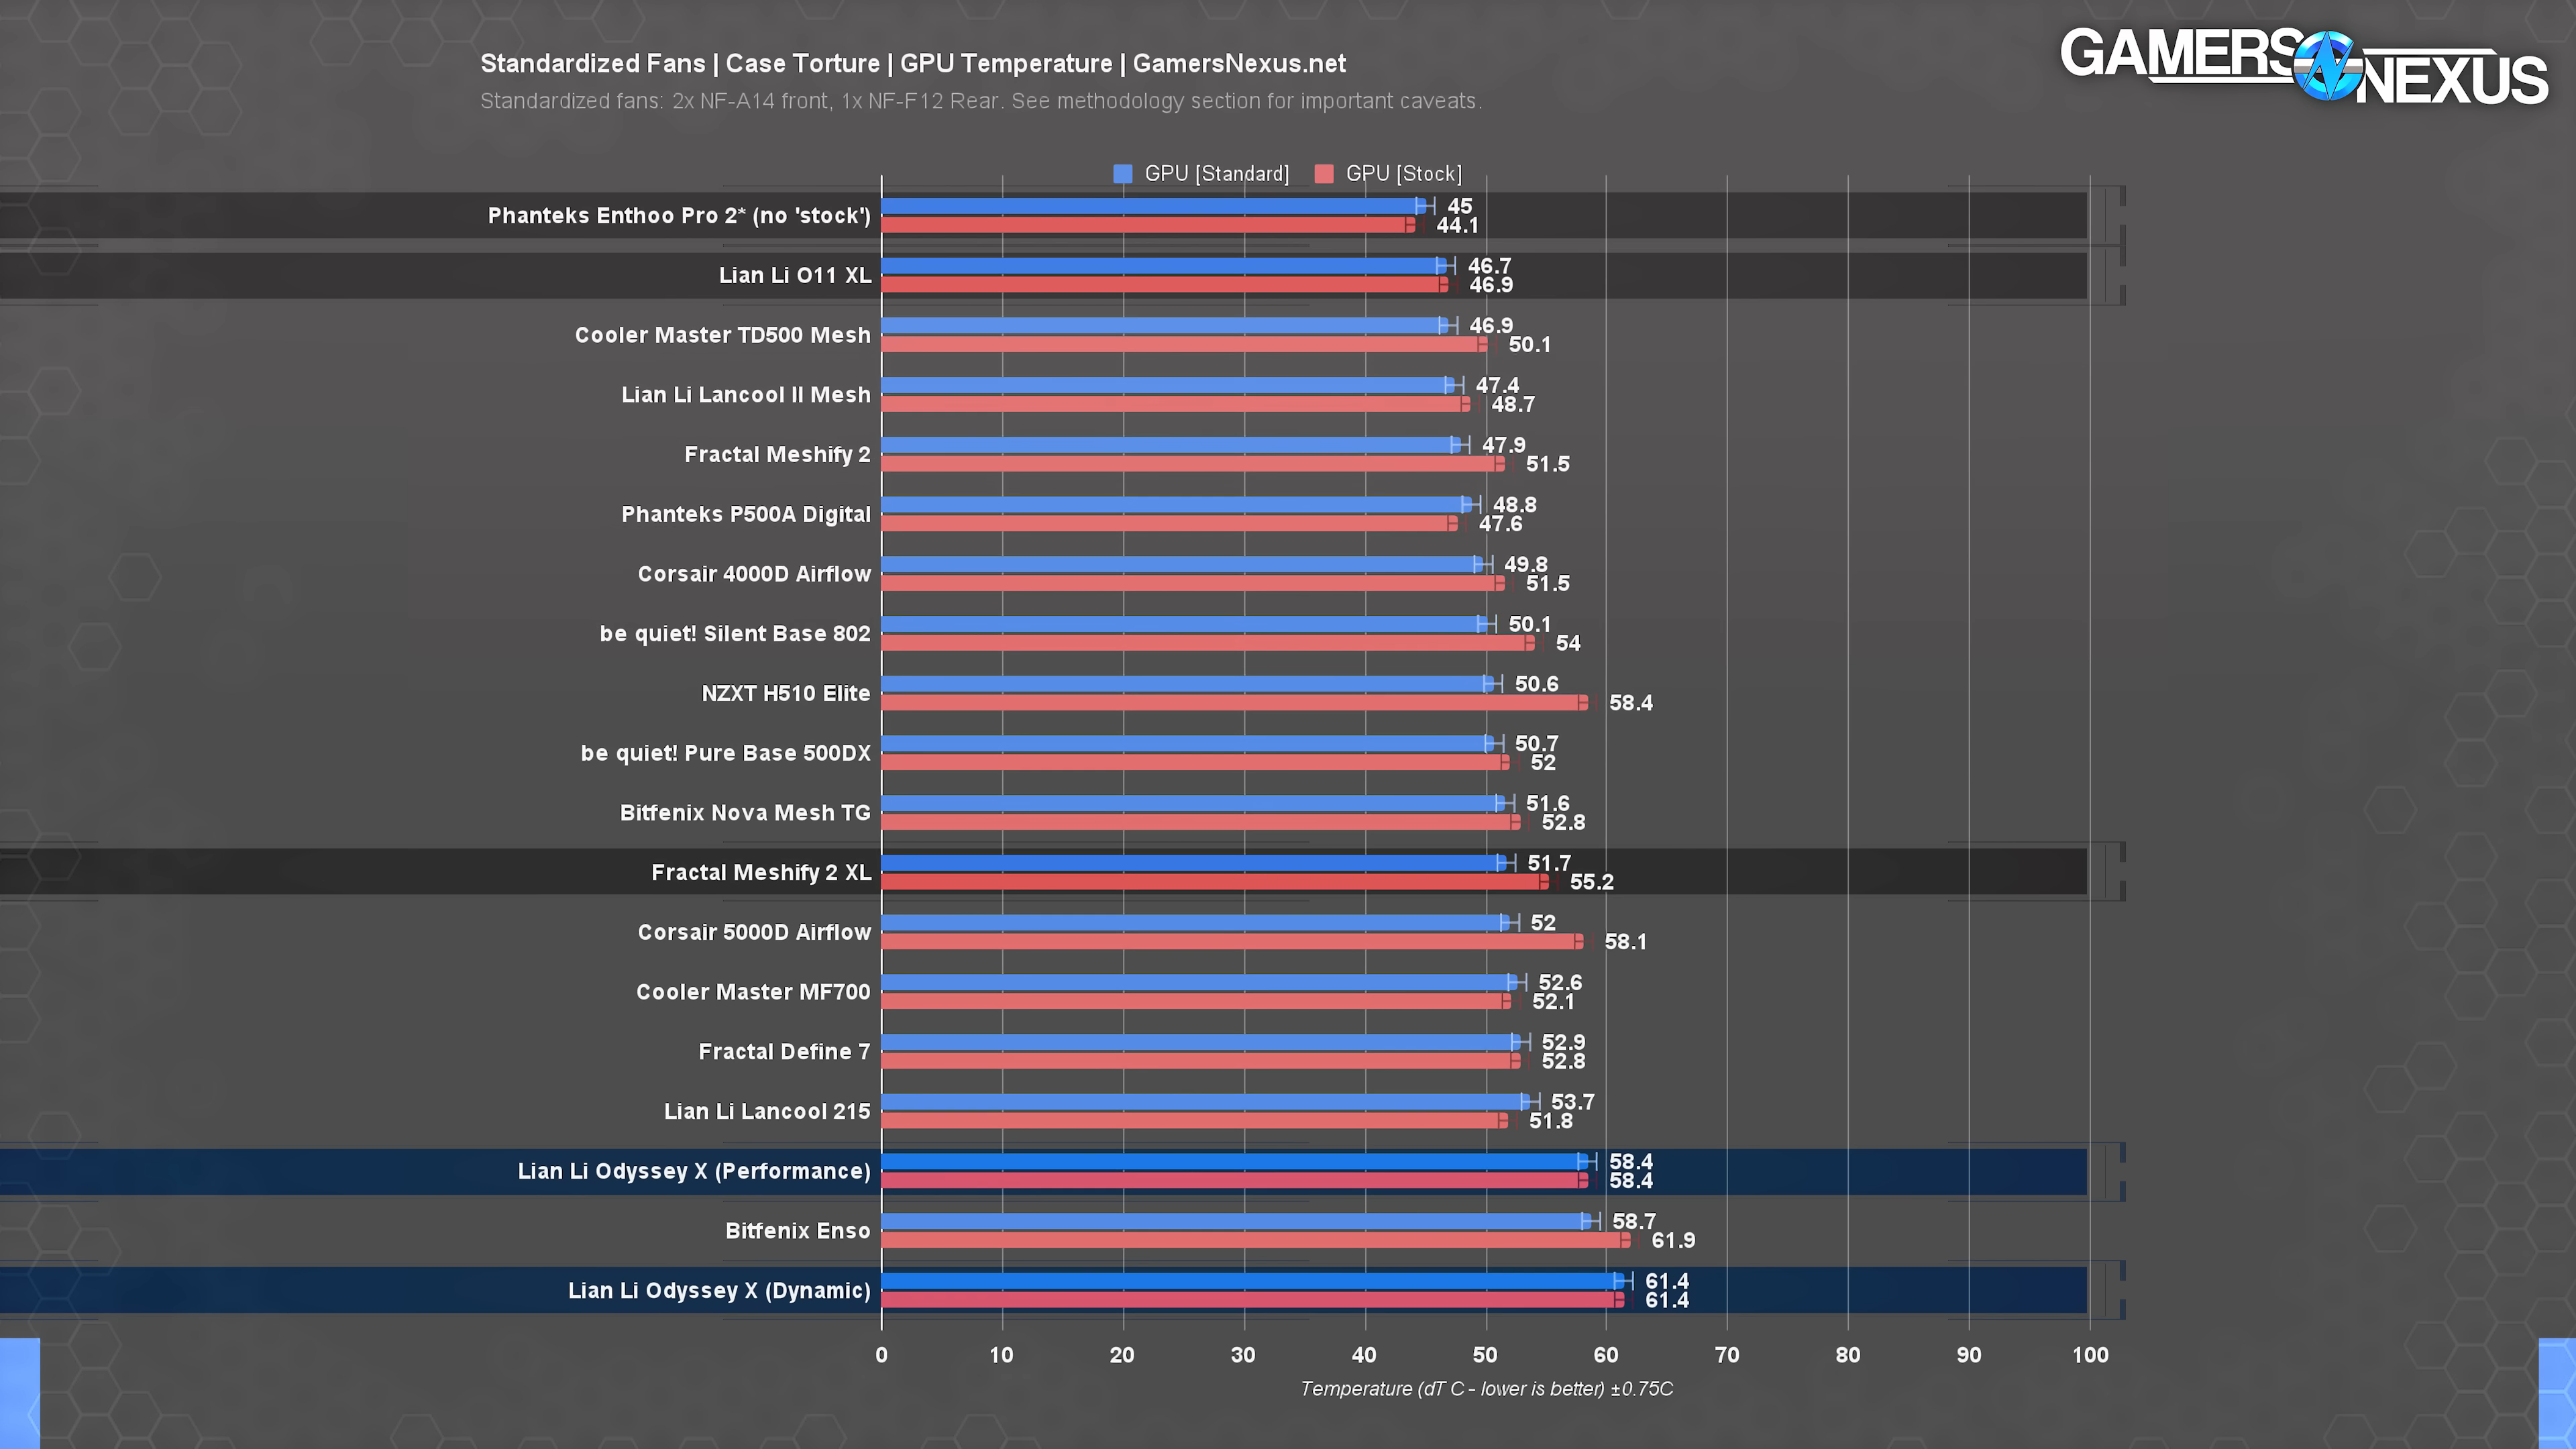 GAMERS NEXUS
Standardized Fans | Case Torture | GPU Temperature | GamersNexus.net
Standardized fans: 2x NF-A14 front, 1x NF-F12 Rear. See methodology section for important caveats.
GPU [Standard] GPU [Stock]
Phanteks Enthoo Pro 2* (no 'stock')
45
44.1
Lian Li O11 XL
46.7
46.9
Cooler Master TD500 Mesh
46.9
50.1
Lian Li Lancool II Mesh
47.4
48.7
Fractal Meshify 2
47.9
51.5
Phanteks P500A Digital
48.8
47.6
Corsair 4000D Airflow
49.8
51.5
be quiet! Silent Base 802
50.1
54
NZXT H510 Elite
50.6
58.4
be quiet! Pure Base 500DX
50.7
52
Bitfenix Nova Mesh TG
51.6
52.8
Fractal Meshify 2 XL
51.7
55.2
Corsair 5000D Airflow
52
58.1
Cooler Master MF700
52.6
52.1
Fractal Define 7
52.9
52.8
Lian Li Lancool 215
53.7
51.8
Lian Li Odyssey X (Performance)
58.4
58.4
Bitfenix Enso
58.7
61.9
Lian Li Odyssey X (Dynamic)
61.4
61.4
0 10 20 30 40 50 60 70 80 90 100
Temperature (dT C - lower is better) ±0.75C